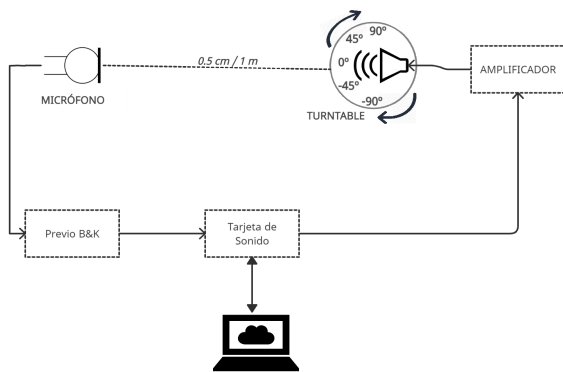 90º
45º
0.5 cm / 1 m
0º
AMPLIFICADOR
-45º
MICRÓFONO
-90º
TURNTABLE
Previo B&K
Tarjeta de
Sonido